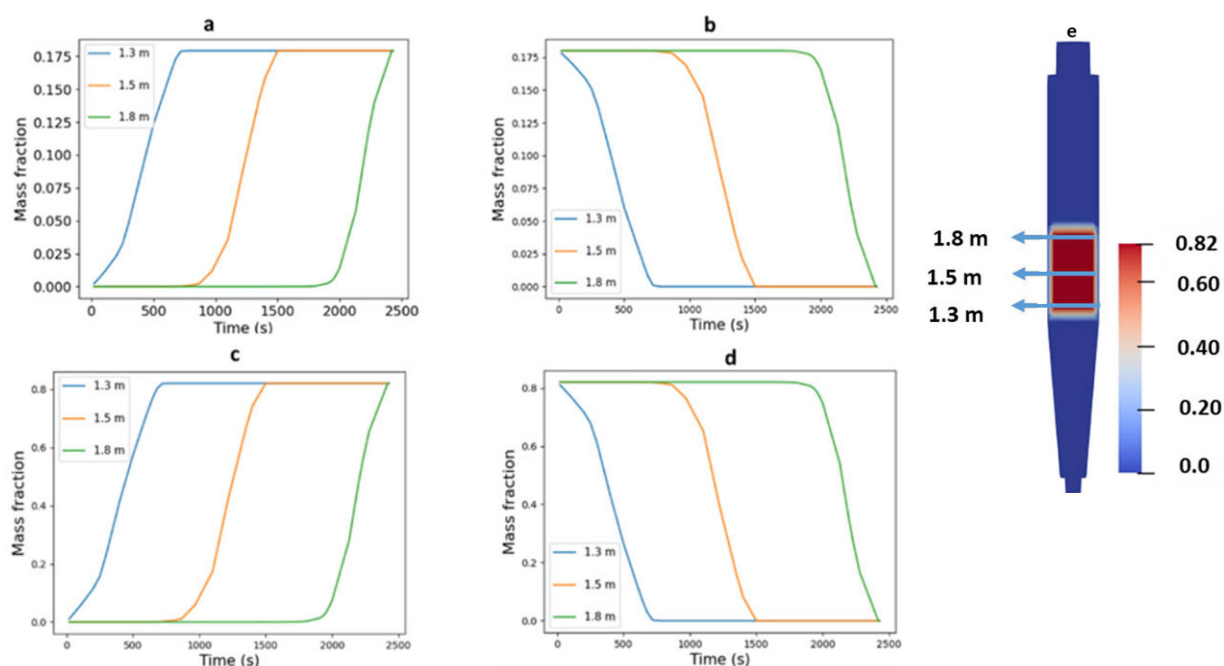 a
1.3 m
1.5 m
1.8 m
0.175
0.150
0.125
0.100
0.075
0.050
0.025
0.000
Mass fraction
0 500 1000 1500 2000 2500
Time (s)
b
0.175
0.150
0.125
0.100
0.075
0.050
0.025
0.000
Mass fraction
1.3 m
1.5 m
1.8 m
0 500 1000 1500 2000 2500
Time (s)
c
1.3 m
1.5 m
1.8 m
0.8
0.6
0.4
0.2
0.0
Mass fraction
0 500 1000 1500 2000 2500
Time (s)
d
0.8
0.6
0.4
0.2
0.0
Mass fraction
1.3 m
1.5 m
1.8 m
0 500 1000 1500 2000 2500
Time (s)
e
1.8 m
1.5 m
1.3 m
0.82
0.60
0.40
0.20
0.0